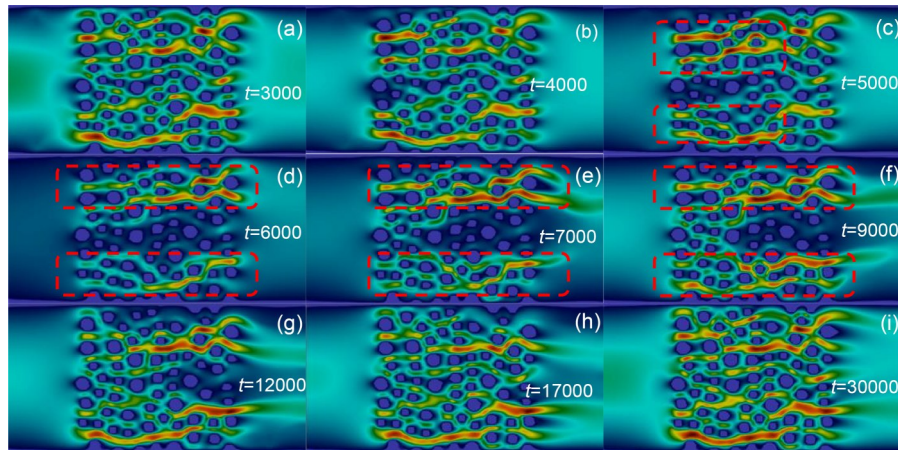 (a)
t=3000
(b)
t=4000
(c)
t=5000
(d)
t=6000
(e)
t=7000
(f)
t=9000
(g)
t=12000
(h)
t=17000
(i)
t=30000